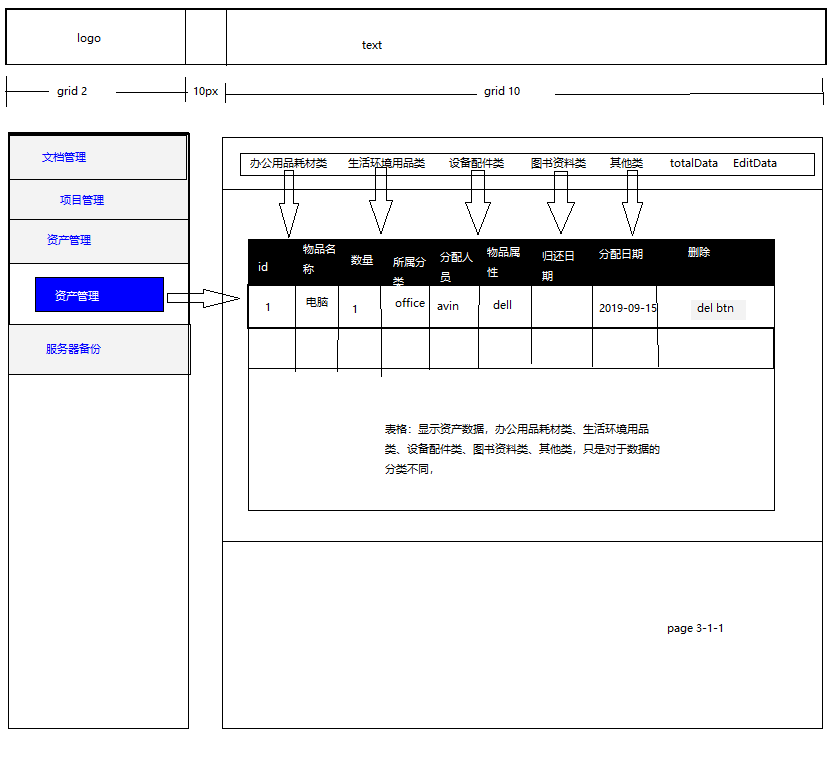 logo
text
grid 2
10px
grid 10
文档管理
项目管理
资产管理
资产管理
服务器备份
办公用品耗材类 生活环境用品类 设备配件类 图书资料类 其他类 totalData EditData
id
物品名
称
数量
所属分
类
分配人
员
物品属
性
归还日
期
分配日期
删除
1
电脑
1
office
avin
dell
2019-09-15
del btn
表格：显示资产数据，办公用品耗材类、生活环境用品
类、设备配件类、图书资料类、其他类，只是对于数据的
分类不同，
page 3-1-1